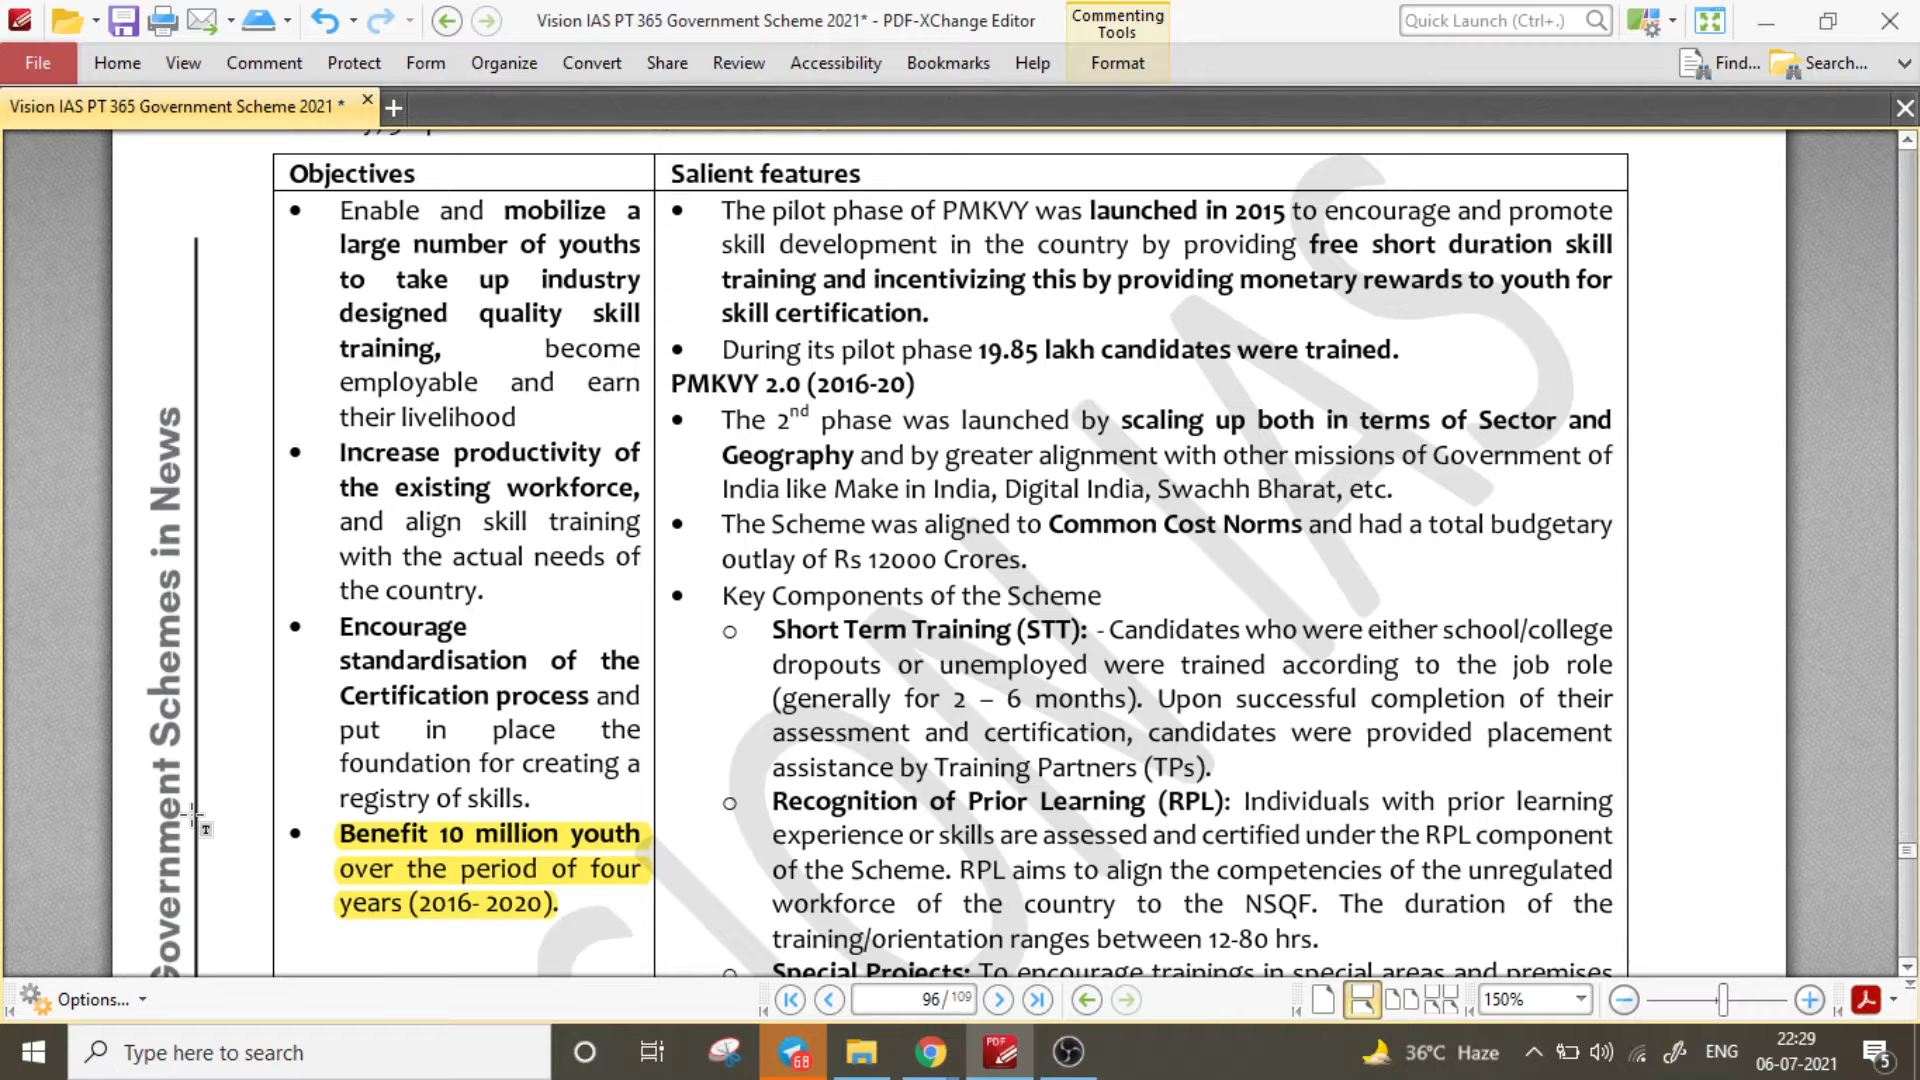 Vision IAS PT 365 Government Scheme 2021* - PDF-XChange Editor
Commenting Tools
Quick Launch (Ctrl+.)
File Home View Comment Protect Form Organize Convert Share Review Accessibility Bookmarks Help Format Find... Search...
Vision IAS PT 365 Government Scheme 2021 *
Objectives
• Enable and mobilize a
large number of youths
to take up industry
designed quality skill
training, become
employable and earn
their livelihood
• Increase productivity of
the existing workforce,
and align skill training
with the actual needs of
the country.
• Encourage
standardisation of the
Certification process and
put in place the
foundation for creating a
registry of skills.
• Benefit 10 million youth
over the period of four
years (2016- 2020).
Salient features
• The pilot phase of PMKVY was launched in 2015 to encourage and promote
skill development in the country by providing free short duration skill
training and incentivizing this by providing monetary rewards to youth for
skill certification.
• During its pilot phase 19.85 lakh candidates were trained.
PMKVY 2.0 (2016-20)
• The 2nd phase was launched by scaling up both in terms of Sector and
Geography and by greater alignment with other missions of Government of
India like Make in India, Digital India, Swachh Bharat, etc.
• The Scheme was aligned to Common Cost Norms and had a total budgetary
outlay of Rs 12000 Crores.
• Key Components of the Scheme
o Short Term Training (STT): - Candidates who were either school/college
dropouts or unemployed were trained according to the job role
(generally for 2 – 6 months). Upon successful completion of their
assessment and certification, candidates were provided placement
assistance by Training Partners (TPs).
o Recognition of Prior Learning (RPL): Individuals with prior learning
experience or skills are assessed and certified under the RPL component
of the Scheme. RPL aims to align the competencies of the unregulated
workforce of the country to the NSQF. The duration of the
training/orientation ranges between 12-80 hrs.
o Special Projects: To encourage trainings in special areas and premises
Government Schemes in News
ION IAS
Options...
96 / 109
150%
Type here to search
68
PDF
36°C Haze
ENG
22:29
06-07-2021
5